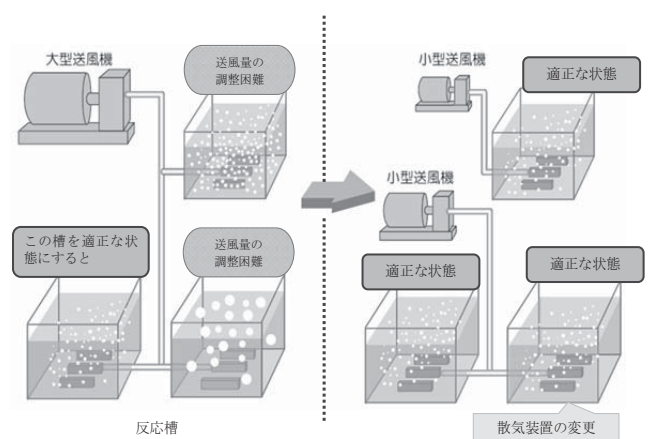 大型送風機
送風量の
調整困難
この槽を適正な状
態にすると
送風量の
調整困難
反応槽
小型送風機
適正な状態
小型送風機
適正な状態
適正な状態
散気装置の変更